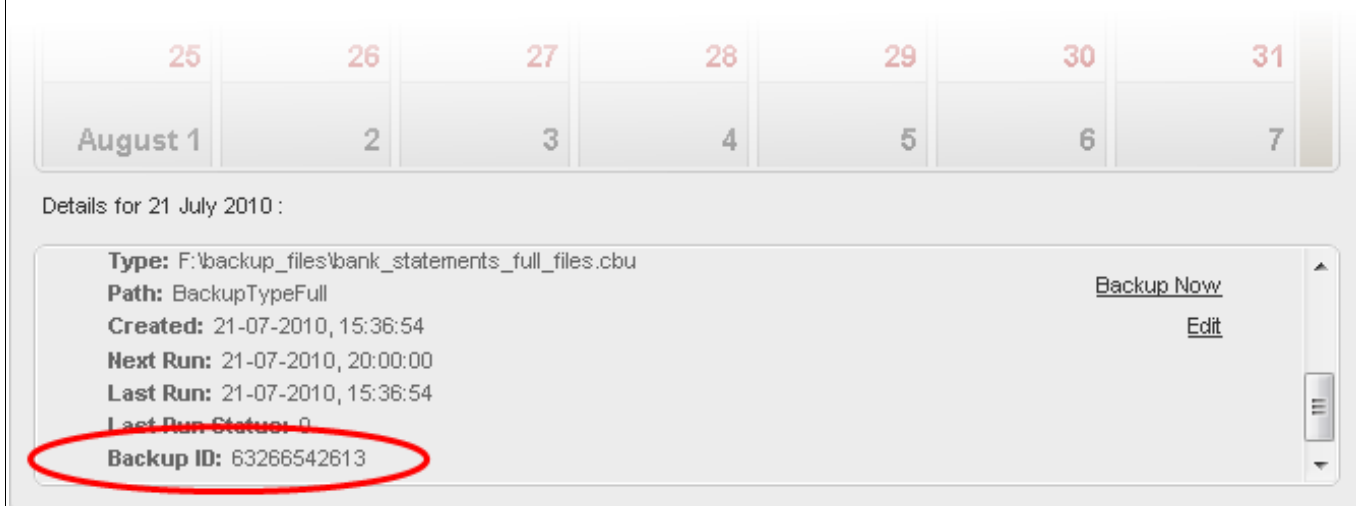 25 26 27 28 29 30 31
August 1 2 3 4 5 6 7
Details for 21 July 2010 :
Type: F:\backup_files\bank_statements_full_files.cbu
Backup Now
Path: BackupTypeFull
Created: 21-07-2010, 15:36:54
Edit
Next Run: 21-07-2010, 20:00:00
Last Run: 21-07-2010, 15:36:54
Last Run Status: 0
Backup ID: 63266542613